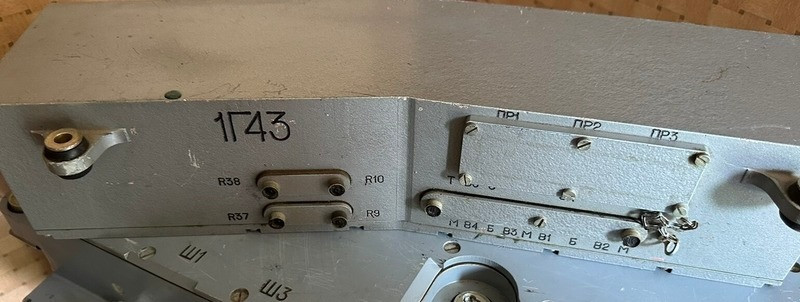 1Г43
ПР1 ПР2 ПР3
R38 R10
R37 R9
М В4 Б В3 М В1 Б В2 М
Ш1
Ш3